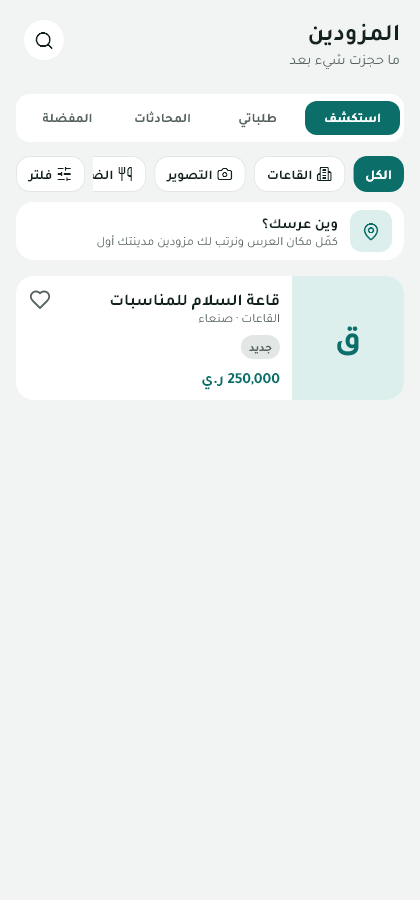 المزودين
ما حجزت شيء بعد
استكشف
طلباتي
المحادثات
المفضلة
الكل
القاعات
التصوير
الض
فلتر
وين عرسك؟
كمّل مكان العرس ونرتب لك مزودين مدينتك أول
ق
قاعة السلام للمناسبات
القاعات · صنعاء
جديد
250,000 ر.ي